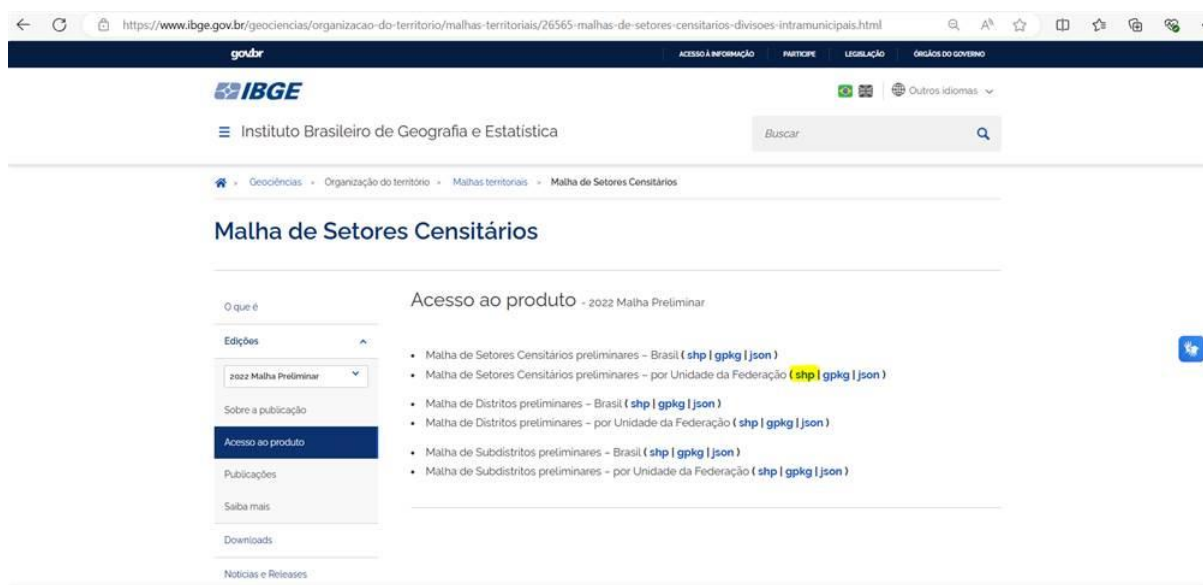 https://www.ibge.gov.br/geociencias/organizacao-do-territorio/malhas-territoriais/26565-malhas-de-setores-censitarios-divisoes-intramunicipais.html
govbr
ACESSO À INFORMAÇÃO PARTICIPE LEGISLAÇÃO ÓRGÃOS DO GOVERNO
IBGE
Outros idiomas
Instituto Brasileiro de Geografia e Estatística
Buscar
Geociências » Organização do território » Malhas territoriais » Malha de Setores Censitários
Malha de Setores Censitários
Acesso ao produto - 2022 Malha Preliminar
O que é
Edições
2022 Malha Preliminar
Sobre a publicação
Acesso ao produto
Publicações
Saiba mais
Downloads
Notícias e Releases
• Malha de Setores Censitários preliminares – Brasil ( shp | gpkg | json )
• Malha de Setores Censitários preliminares – por Unidade da Federação ( shp | gpkg | json )
• Malha de Distritos preliminares – Brasil ( shp | gpkg | json )
• Malha de Distritos preliminares – por Unidade da Federação ( shp | gpkg | json )
• Malha de Subdistritos preliminares – Brasil ( shp | gpkg | json )
• Malha de Subdistritos preliminares – por Unidade da Federação ( shp | gpkg | json )